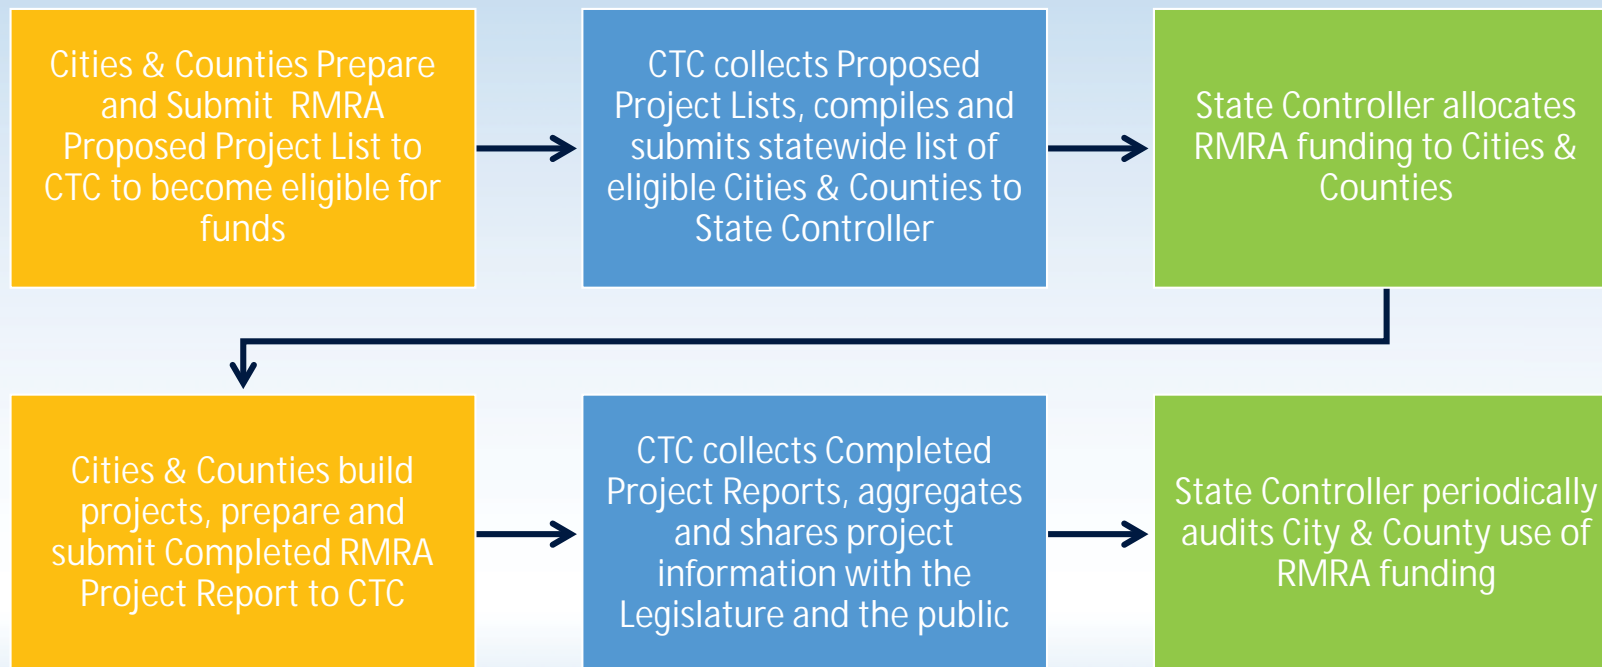 Cities & Counties Prepare
and Submit RMRA
Proposed Project List to
CTC to become eligible for
funds
CTC collects Proposed
Project Lists, compiles and
submits statewide list of
eligible Cities & Counties to
State Controller
State Controller allocates
RMRA funding to Cities &
Counties
Cities & Counties build
projects, prepare and
submit Completed RMRA
Project Report to CTC
CTC collects Completed
Project Reports, aggregates
and shares project
information with the
Legislature and the public
State Controller periodically
audits City & County use of
RMRA funding